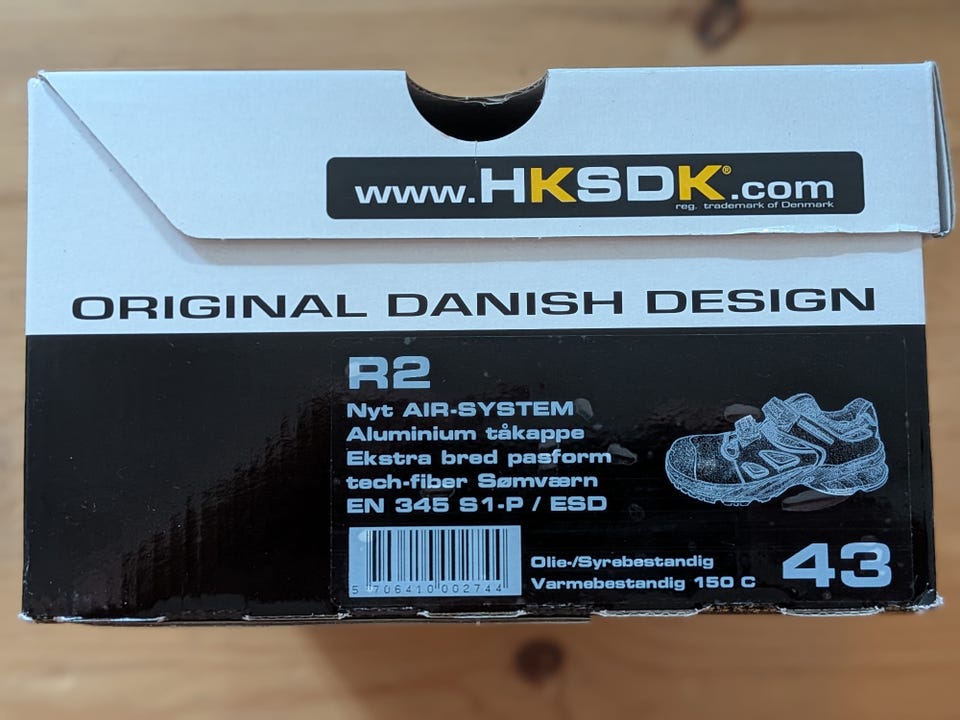 www.HKSDK®.com
reg. trademark of Denmark
ORIGINAL DANISH DESIGN
R2
Nyt AIR-SYSTEM
Aluminium tåkappe
Ekstra bred pasform
tech-fiber Sømværn
EN 345 S1-P / ESD
5 706410 002744
Olie-/Syrebestandig
Varmebestandig 150 C
43